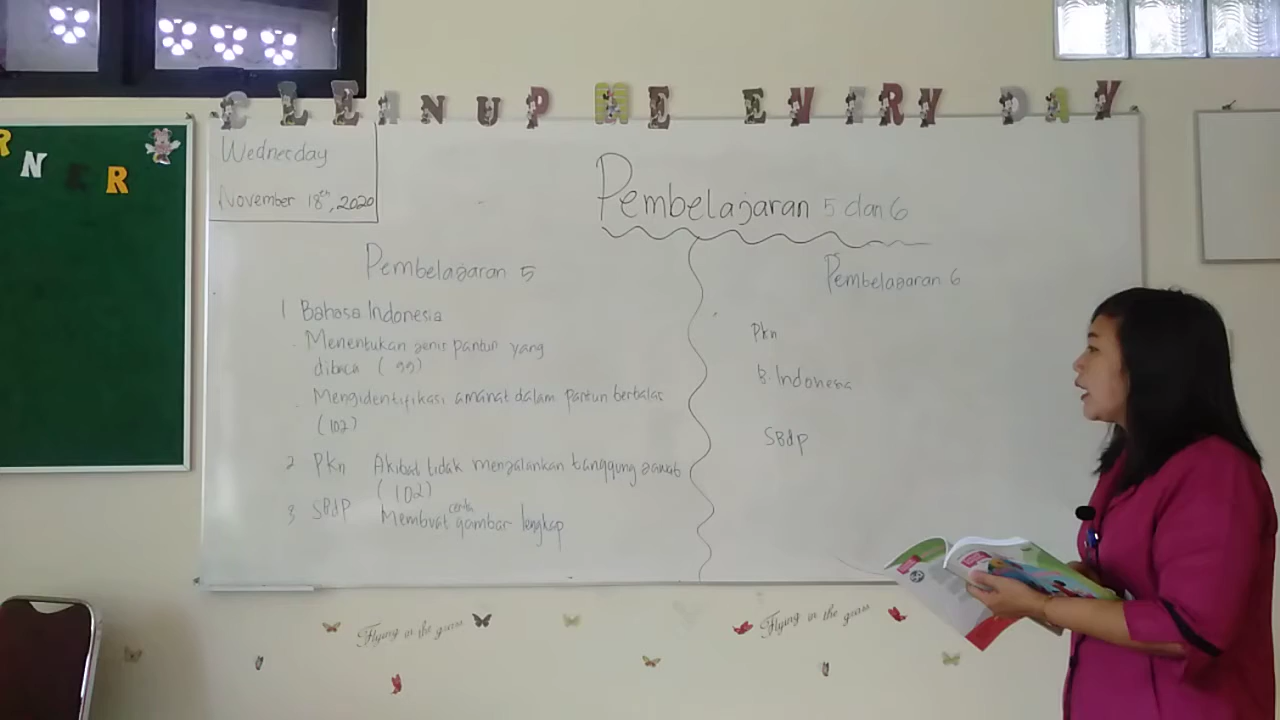 CLEAN UP ME EVERY DAY
RNER
Wednesday
November 18th, 2020
Pembelajaran 5 dan 6
Pembelajaran 5
1 Bahasa Indonesia
- Menentukan jenis pantun yang
dibaca (99)
- Mengidentifikasi amanat dalam pantun berbalas
(102)
2 PKn Akibat tidak menjalankan tanggung jawab
(102)
3 SBdP Membuat cerita gambar lengkap
Pembelajaran 6
PKn
B. Indonesia
SBdP
Flying in the grass
Flying in the grass